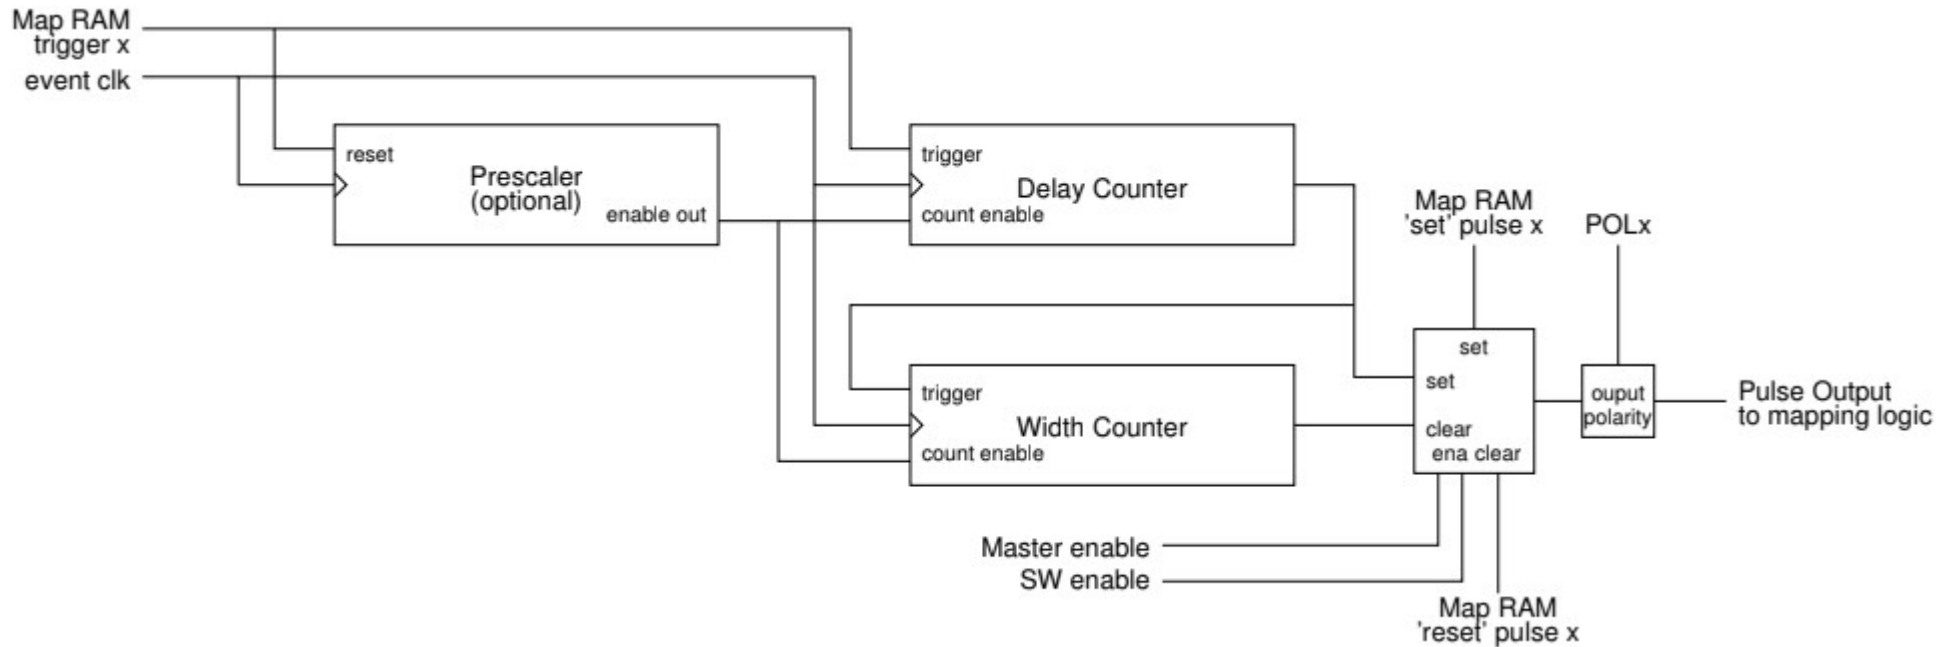 Map RAM
trigger x
event clk
reset
Prescaler
(optional)
enable out
trigger
Delay Counter
count enable
Map RAM
'set' pulse x
POLx
trigger
Width Counter
count enable
set
set
clear
ena clear
ouput
polarity
Pulse Output
to mapping logic
Master enable
SW enable
Map RAM
'reset' pulse x